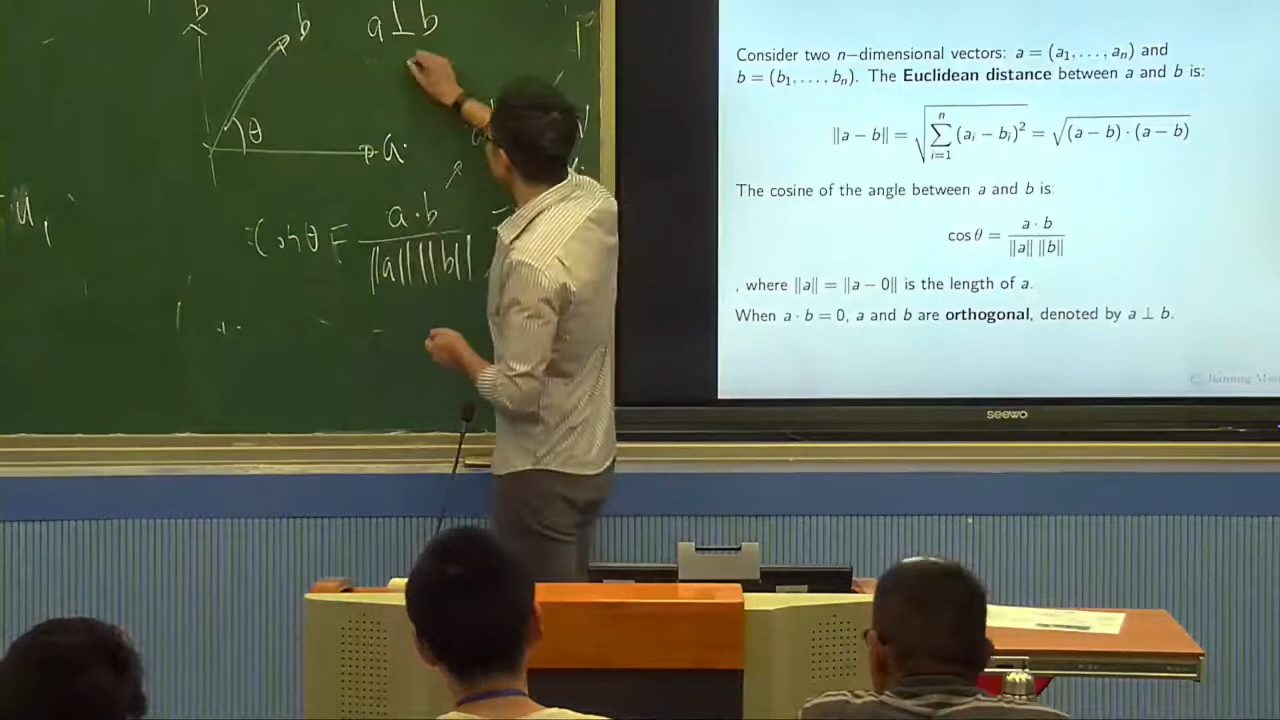 b
b
a ⊥ b
θ
a
cos θ = a · b / ||a|| ||b||
u₁
Consider two n−dimensional vectors: a = (a₁, . . . , aₙ) and
b = (b₁, . . . , bₙ). The Euclidean distance between a and b is:
||a − b|| = √(∑ⁿᵢ₌₁ (aᵢ − bᵢ)²) = √((a − b) · (a − b))
The cosine of the angle between a and b is:
cos θ = a · b / ||a|| ||b||
, where ||a|| = ||a − 0|| is the length of a.
When a · b = 0, a and b are orthogonal, denoted by a ⊥ b.
seewo